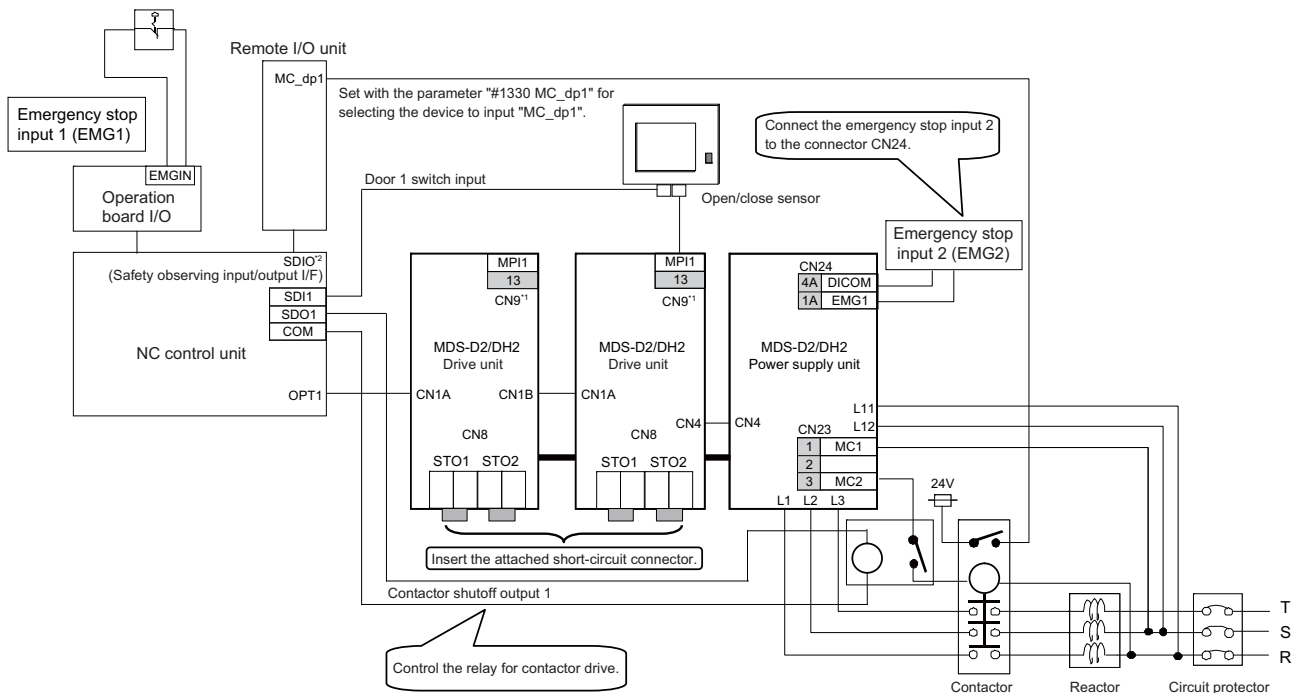 Remote I/O unit
MC_dp1
Set with the parameter "#1330 MC_dp1" for
selecting the device to input "MC_dp1".
Emergency stop
input 1 (EMG1)
Connect the emergency stop input 2
to the connector CN24.
EMGIN
Operation
board I/O
Door 1 switch input
Open/close sensor
Emergency stop
input 2 (EMG2)
SDIO*2
(Safety observing input/output I/F)
SDI1
SDO1
COM
NC control unit
OPT1
MPI1
13
CN9*1
MDS-D2/DH2
Drive unit
CN1A
CN1B
CN8
STO1 STO2
MPI1
13
CN9*1
MDS-D2/DH2
Drive unit
CN1A
CN4
CN8
STO1 STO2
CN24
4A DICOM
1A EMG1
MDS-D2/DH2
Power supply unit
CN4
L11
L12
CN23
1 MC1
2
3 MC2
L1 L2 L3
24V
Insert the attached short-circuit connector.
Contactor shutoff output 1
Control the relay for contactor drive.
T
S
R
Contactor
Reactor
Circuit protector